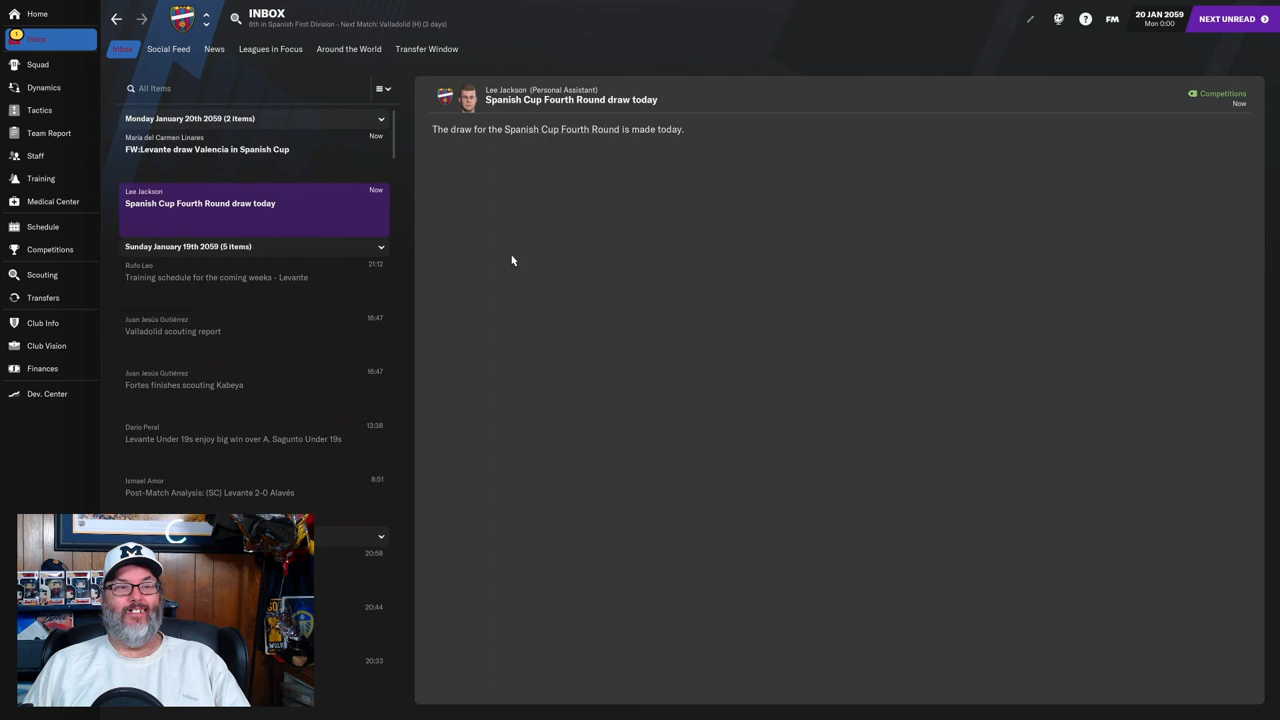 Home
INBOX
6th in Spanish First Division - Next Match: Valladolid (H) (3 days)
FM
20 JAN 2059
Mon 0:00
NEXT UNREAD
1
Inbox
Squad
Dynamics
Tactics
Team Report
Staff
Training
Medical Center
Schedule
Competitions
Scouting
Transfers
Club Info
Club Vision
Finances
Dev. Center
Inbox
Social Feed
News
Leagues in Focus
Around the World
Transfer Window
All Items
Monday January 20th 2059 (2 items)
María del Carmen Linares
Now
FW:Levante draw Valencia in Spanish Cup
Lee Jackson
Now
Spanish Cup Fourth Round draw today
Sunday January 19th 2059 (5 items)
Rufo Leo
21:12
Training schedule for the coming weeks - Levante
Juan Jesús Gutiérrez
16:47
Valladolid scouting report
Juan Jesús Gutiérrez
16:47
Fortes finishes scouting Kabeya
Darío Peral
13:38
Levante Under 19s enjoy big win over A. Sagunto Under 19s
Ismael Amor
8:51
Post-Match Analysis: (SC) Levante 2-0 Alavés
20:58
20:44
20:33
Lee Jackson (Personal Assistant)
Spanish Cup Fourth Round draw today
Competitions
Now
The draw for the Spanish Cup Fourth Round is made today.
M